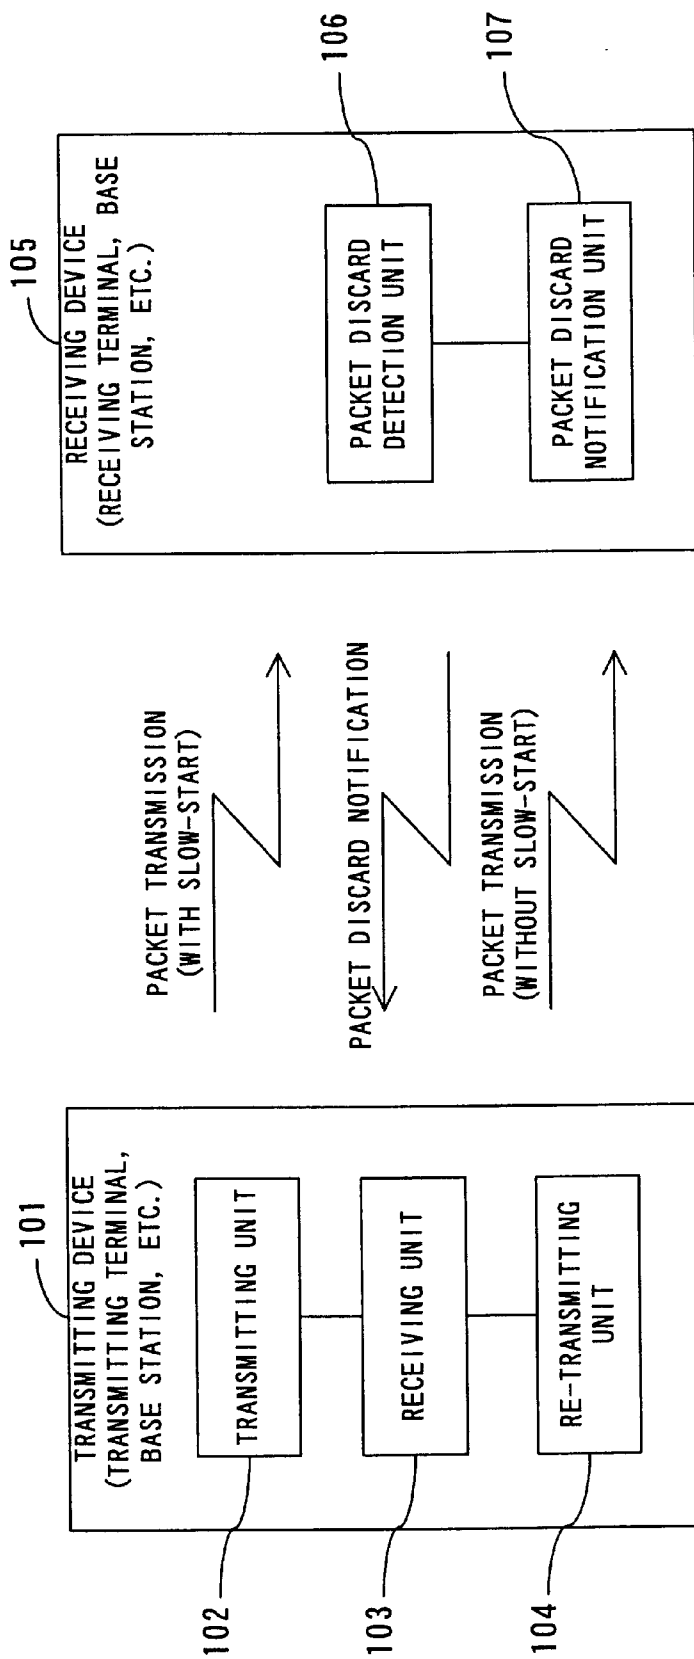 101
TRANSMITTING DEVICE
(TRANSMITTING TERMINAL,
BASE STATION, ETC.)
102
TRANSMITTING UNIT
103
RECEIVING UNIT
104
RE-TRANSMITTING
UNIT
PACKET TRANSMISSION
(WITH SLOW-START)
PACKET DISCARD NOTIFICATION
PACKET TRANSMISSION
(WITHOUT SLOW-START)
105
RECEIVING DEVICE
(RECEIVING TERMINAL, BASE
STATION, ETC.)
106
PACKET DISCARD
DETECTION UNIT
107
PACKET DISCARD
NOTIFICATION UNIT